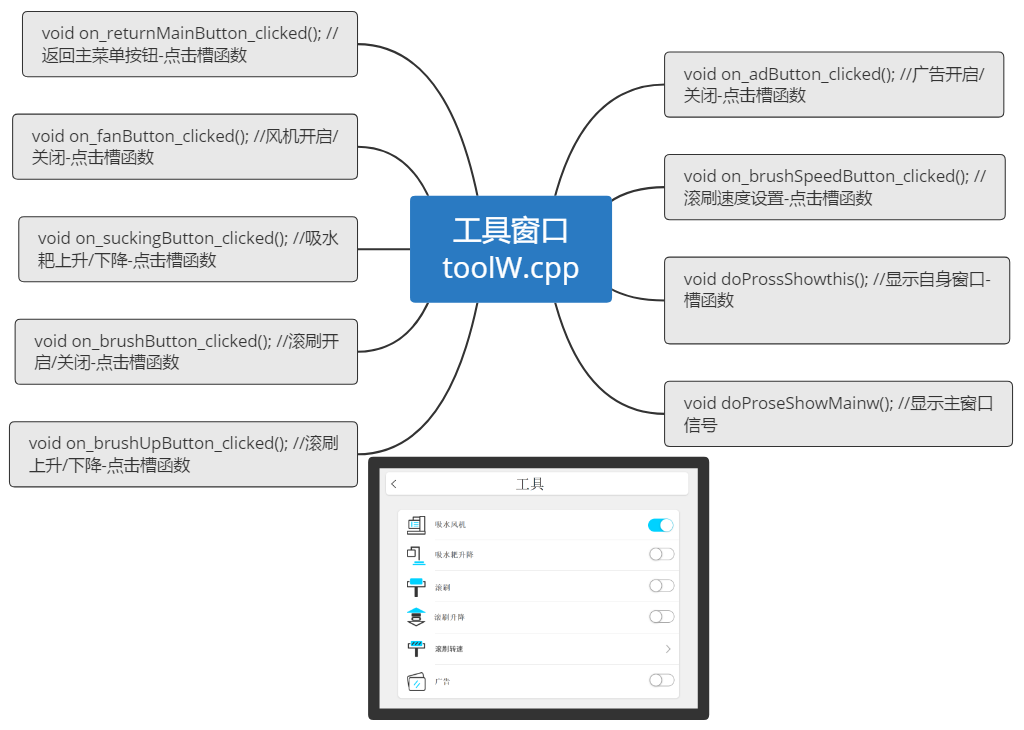 void on_returnMainButton_clicked(); //
返回主菜单按钮-点击槽函数
void on_fanButton_clicked(); //风机开启/
关闭-点击槽函数
void on_suckingButton_clicked(); //吸水
耙上升/下降-点击槽函数
void on_brushButton_clicked(); //滚刷开
启/关闭-点击槽函数
void on_brushUpButton_clicked(); //滚刷
上升/下降-点击槽函数
工具窗口
toolW.cpp
void on_adButton_clicked(); //广告开启/
关闭-点击槽函数
void on_brushSpeedButton_clicked(); //
滚刷速度设置-点击槽函数
void doProssShowthis(); //显示自身窗口-
槽函数
void doProseShowMainw(); //显示主窗口
信号
工具
吸水风机
吸水耙升降
滚刷
滚刷升降
滚刷转速
广告